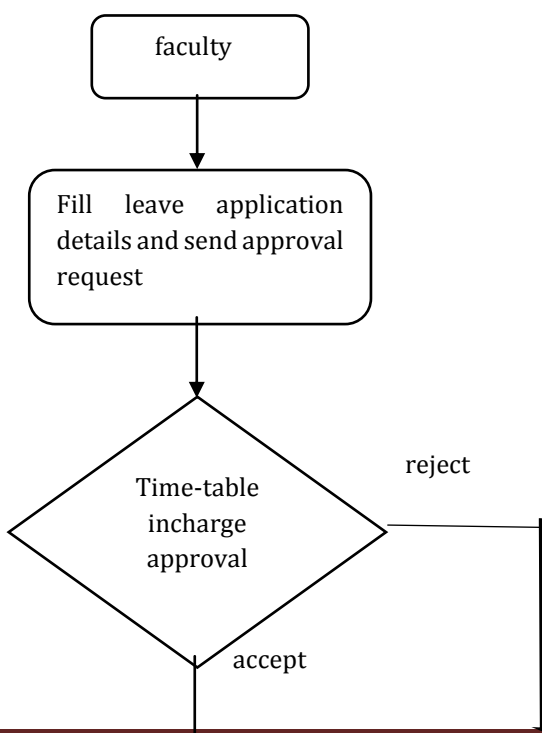 faculty
Fill leave application
details and send approval
request
reject
Time-table
incharge
approval
accept